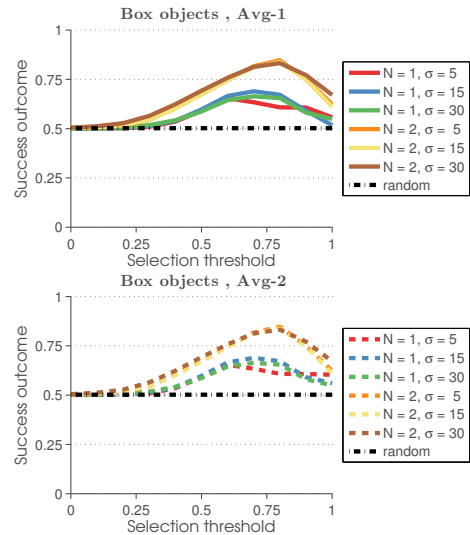 Box objects , Avg-1
Success outcome
1
0.75
0.5
0.25
0
0
0.25
0.5
0.75
1
Selection threshold
N = 1, σ = 5
N = 1, σ = 15
N = 1, σ = 30
N = 2, σ = 5
N = 2, σ = 15
N = 2, σ = 30
random
Box objects , Avg-2
Success outcome
1
0.75
0.5
0.25
0
0
0.25
0.5
0.75
1
Selection threshold
N = 1, σ = 5
N = 1, σ = 15
N = 1, σ = 30
N = 2, σ = 5
N = 2, σ = 15
N = 2, σ = 30
random